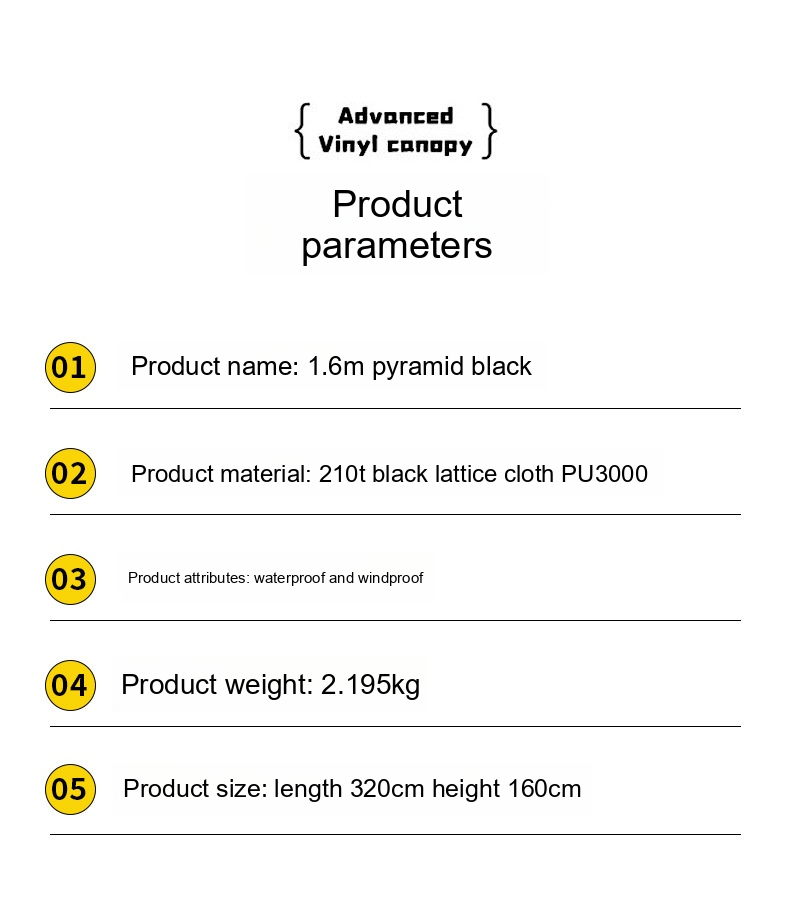 Advanced
Vinyl canopy
Product
parameters
01 Product name: 1.6m pyramid black
02 Product material: 210t black lattice cloth PU3000
03 Product attributes: waterproof and windproof
04 Product weight: 2.195kg
05 Product size: length 320cm height 160cm